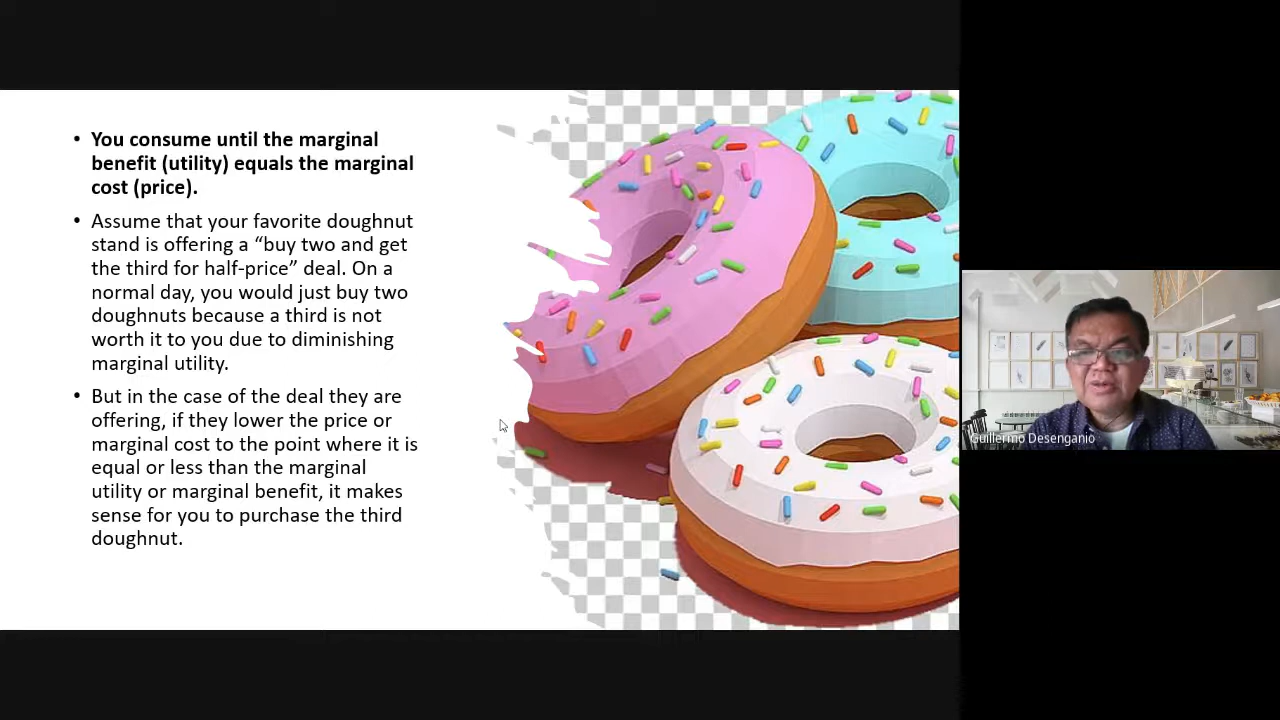 • You consume until the marginal
benefit (utility) equals the marginal
cost (price).
• Assume that your favorite doughnut
stand is offering a “buy two and get
the third for half-price” deal. On a
normal day, you would just buy two
doughnuts because a third is not
worth it to you due to diminishing
marginal utility.
• But in the case of the deal they are
offering, if they lower the price or
marginal cost to the point where it is
equal or less than the marginal
utility or marginal benefit, it makes
sense for you to purchase the third
doughnut.
Guillermo Desenganio